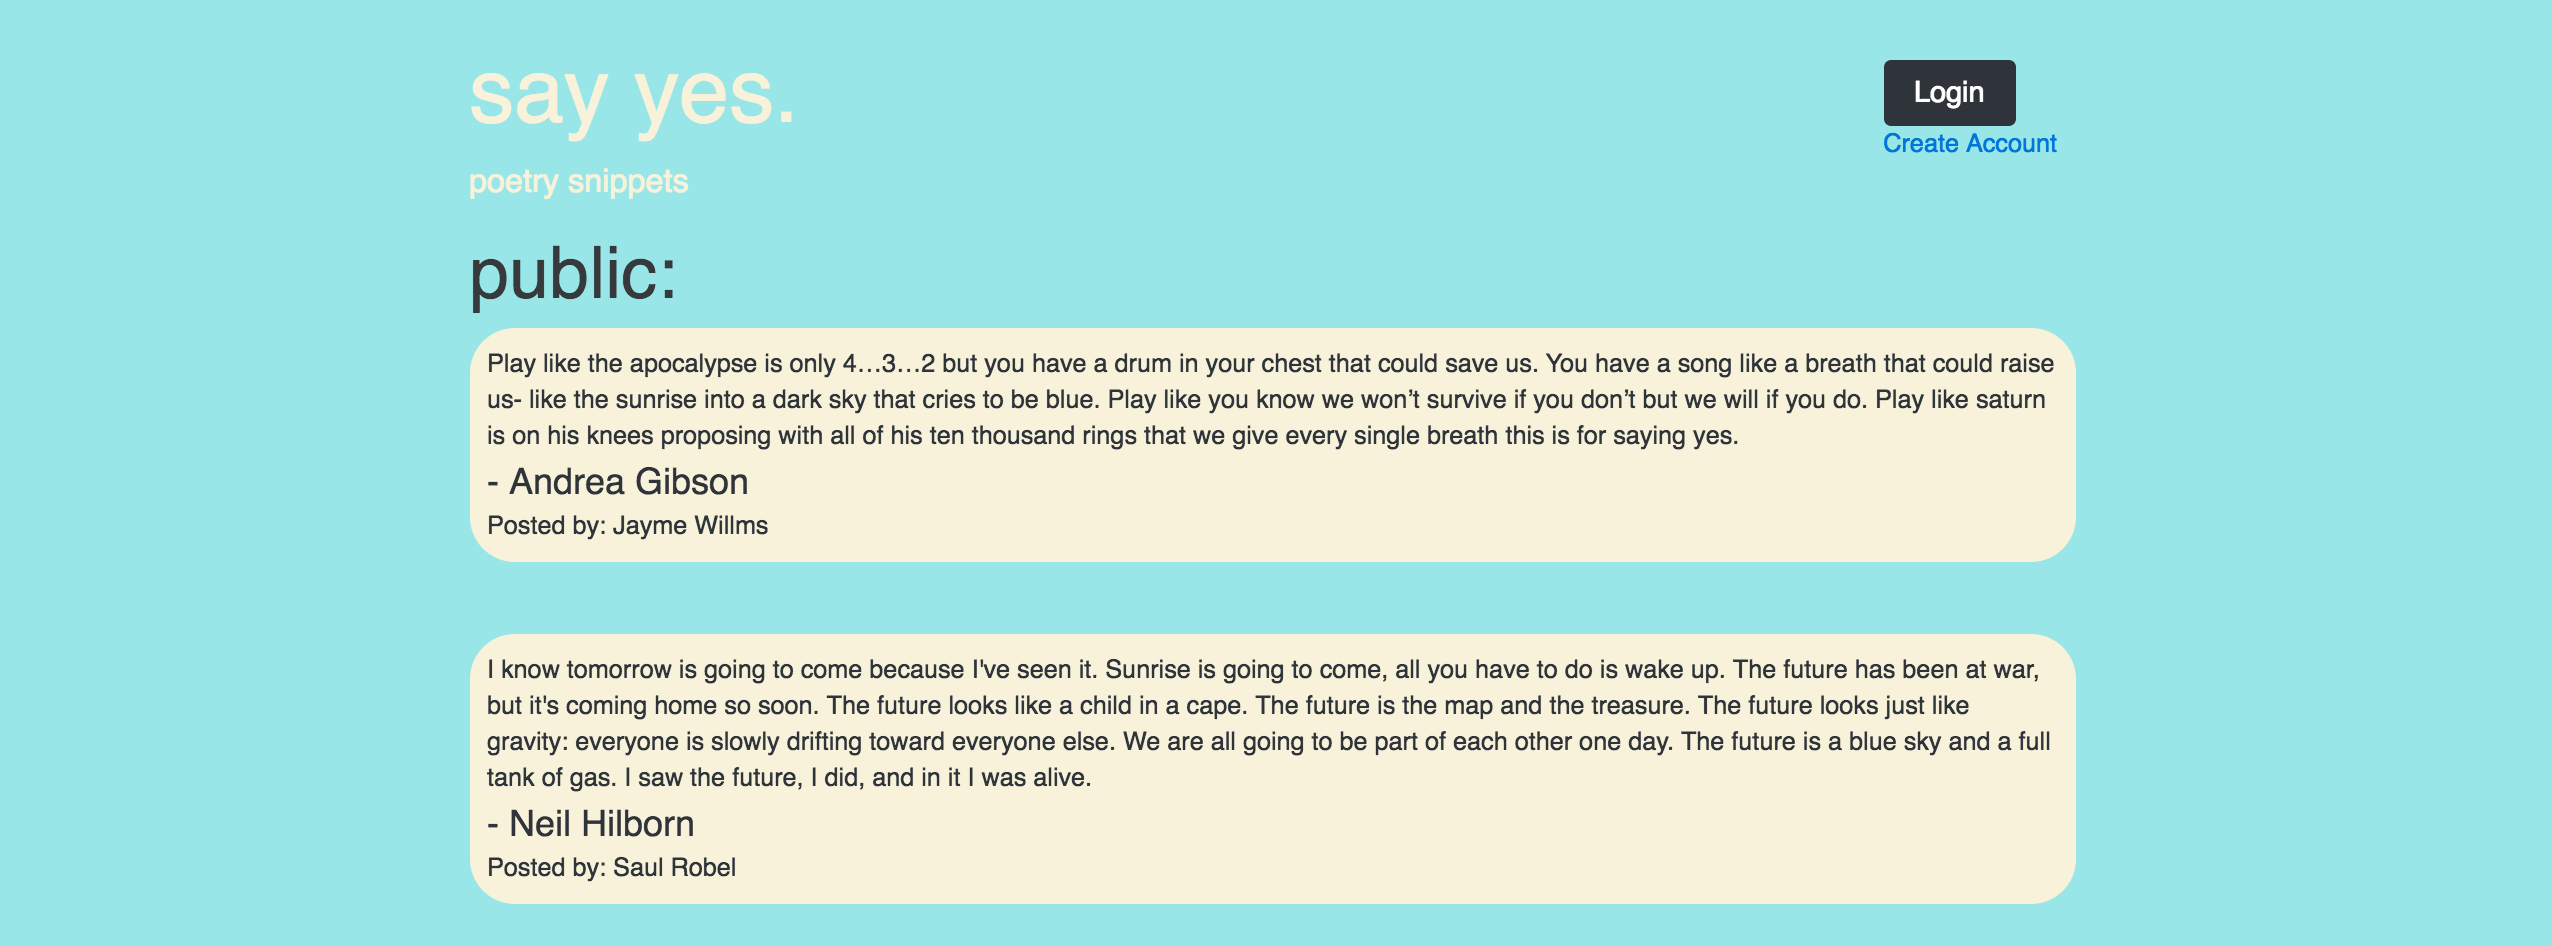 say yes.
Login
Create Account
poetry snippets
public:
Play like the apocalypse is only 4…3…2 but you have a drum in your chest that could save us. You have a song like a breath that could raise
us- like the sunrise into a dark sky that cries to be blue. Play like you know we won’t survive if you don’t but we will if you do. Play like saturn
is on his knees proposing with all of his ten thousand rings that we give every single breath this is for saying yes.
- Andrea Gibson
Posted by: Jayme Willms
I know tomorrow is going to come because I've seen it. Sunrise is going to come, all you have to do is wake up. The future has been at war,
but it's coming home so soon. The future looks like a child in a cape. The future is the map and the treasure. The future looks just like
gravity: everyone is slowly drifting toward everyone else. We are all going to be part of each other one day. The future is a blue sky and a full
tank of gas. I saw the future, I did, and in it I was alive.
- Neil Hilborn
Posted by: Saul Robel